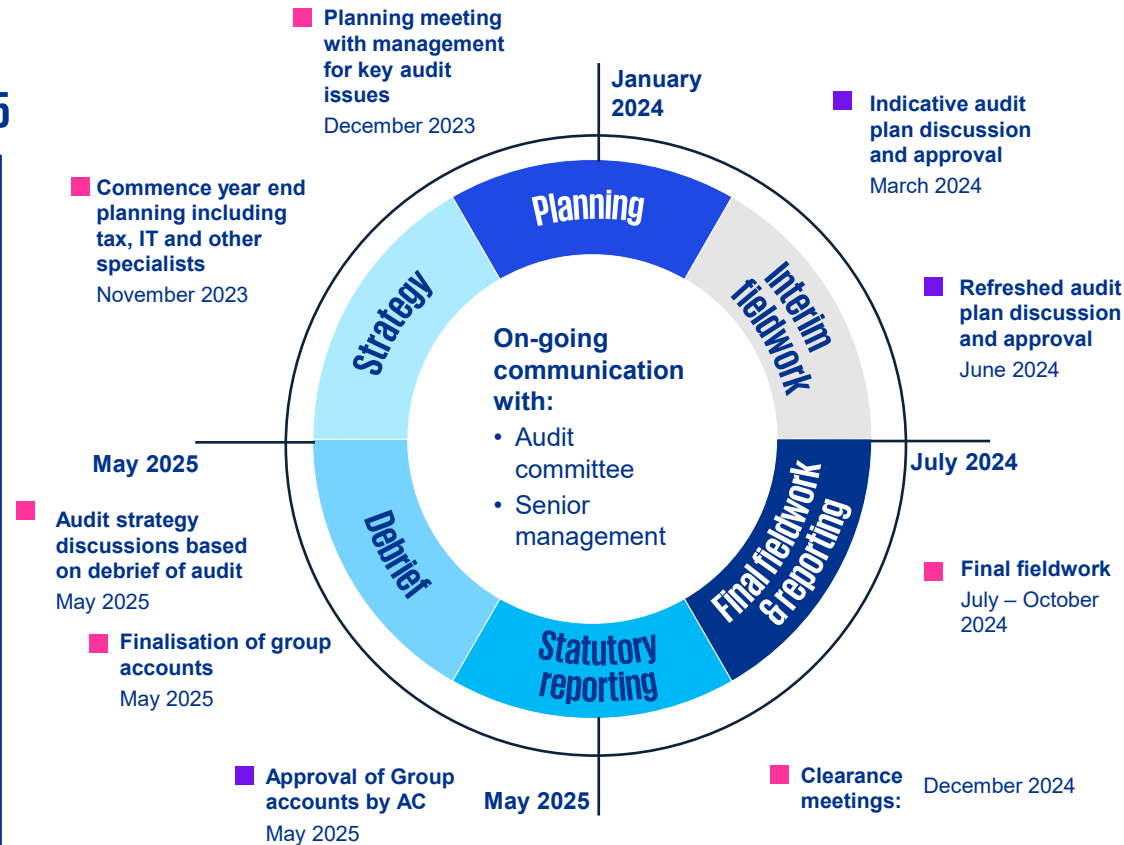 5
Planning meeting
with management
for key audit
issues
December 2023
January
2024
Indicative audit
plan discussion
and approval
March 2024
Commence year end
planning including
tax, IT and other
specialists
November 2023
Planning
Strategy
Interim
fieldwork
Refreshed audit
plan discussion
and approval
June 2024
On-going
communication
with:
• Audit
committee
• Senior
management
May 2025
July 2024
Audit strategy
discussions based
on debrief of audit
May 2025
Debrief
Final fieldwork
& reporting
Final fieldwork
July – October
2024
Finalisation of group
accounts
May 2025
Statutory
reporting
Approval of Group
accounts by AC
May 2025
May 2025
Clearance
meetings:
December 2024